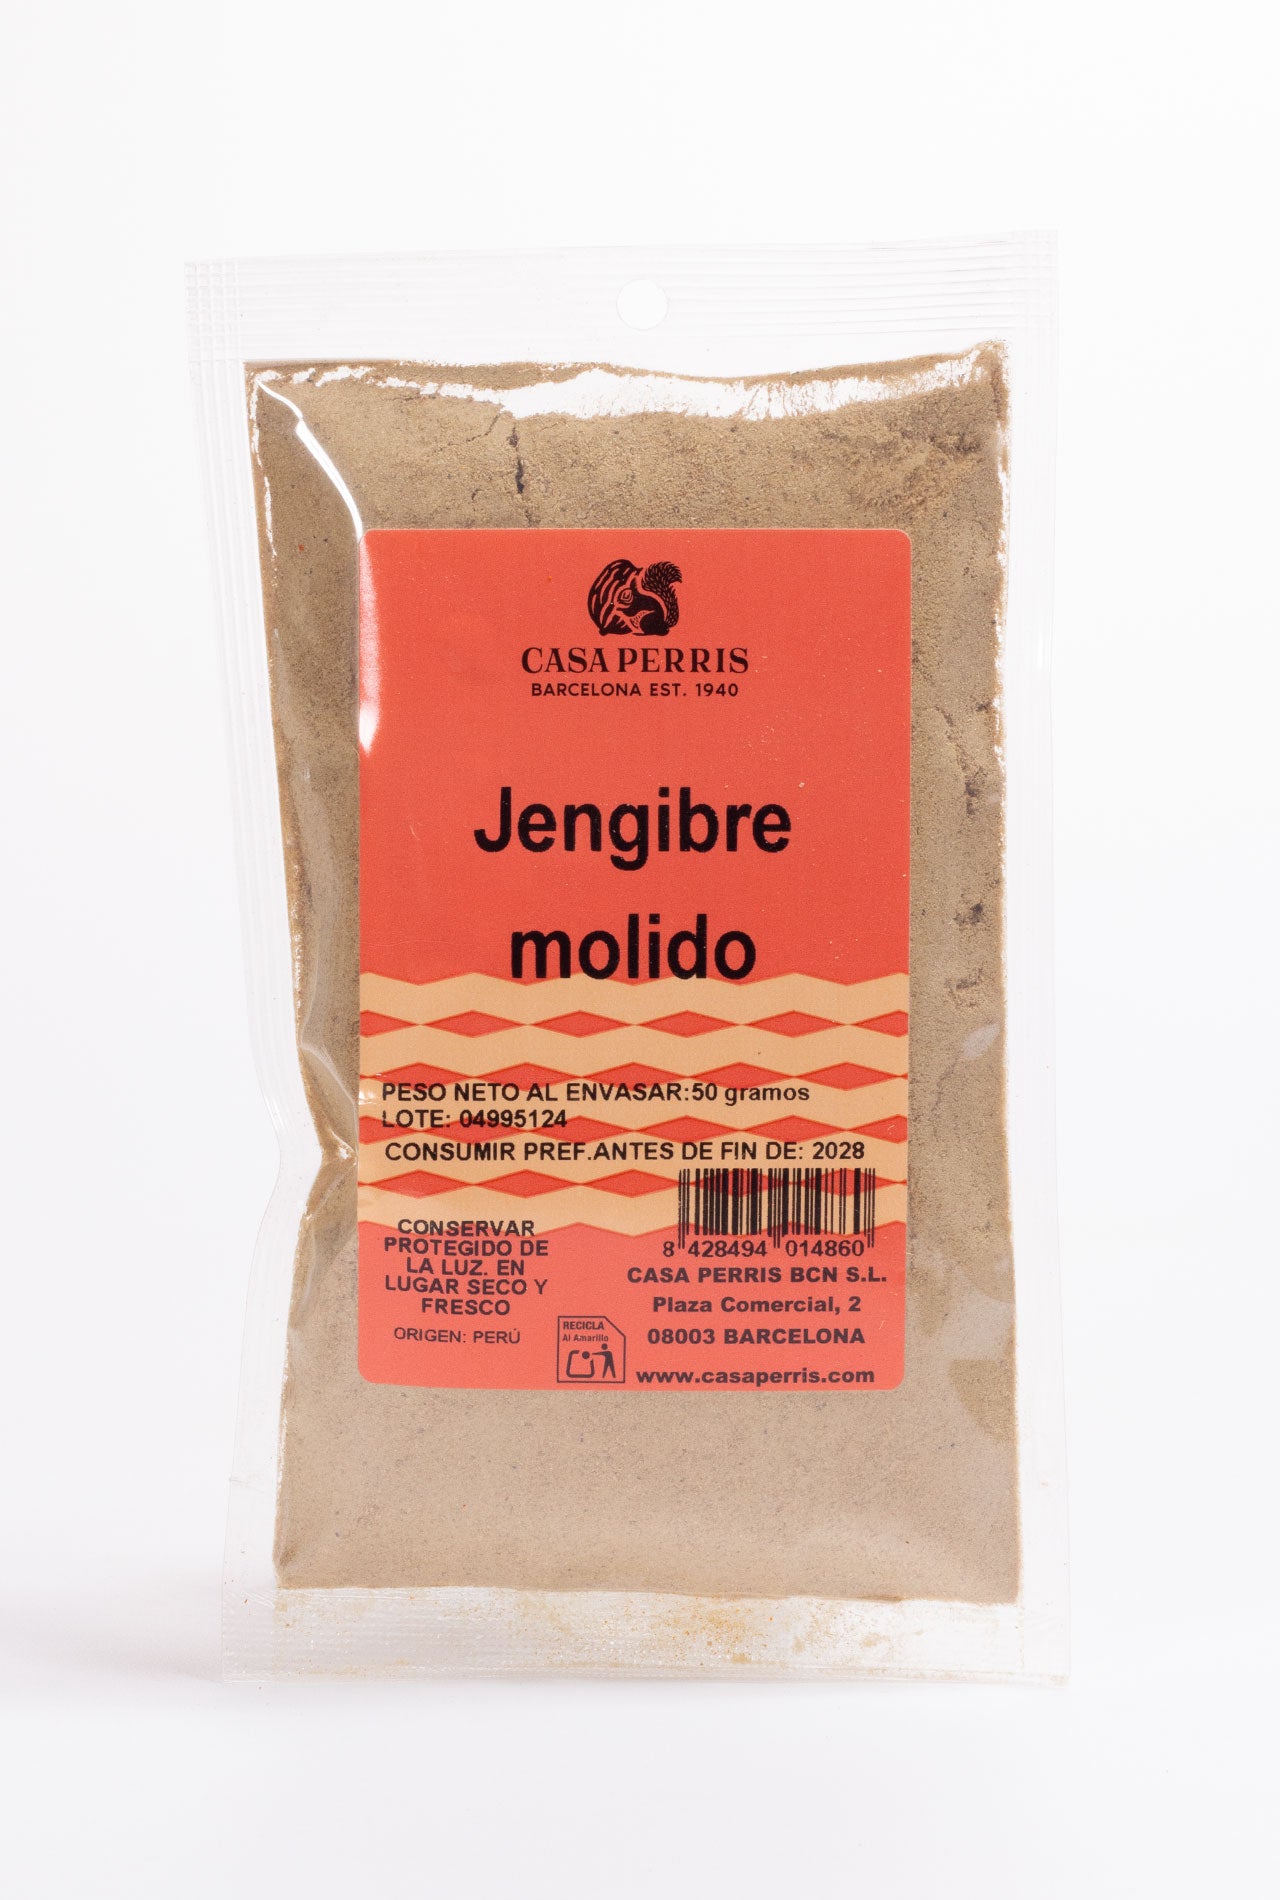 CASA PERRIS
BARCELONA EST. 1940
Jengibre
molido
PESO NETO AL ENVASAR:50 gramos
LOTE: 04995124
CONSUMIR PREF.ANTES DE FIN DE: 2028
8 428494 014860
CONSERVAR
PROTEGIDO DE
LA LUZ. EN
LUGAR SECO Y
FRESCO
ORIGEN: PERÚ
RECICLA
Al Amarillo
CASA PERRIS BCN S.L.
Plaza Comercial, 2
08003 BARCELONA
www.casaperris.com